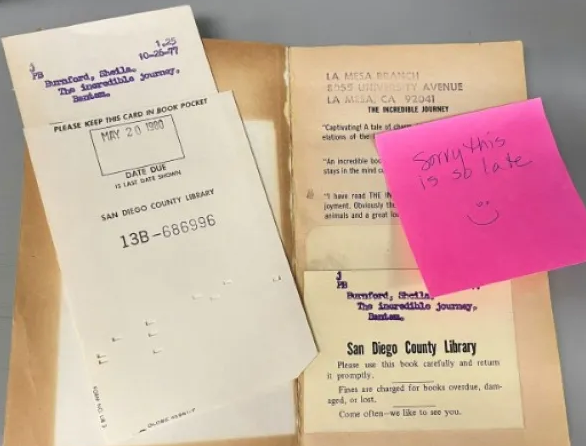 1.25
10-26-77
J
PB
Burnford, Sheila.
The incredible journey.
Bantam.
PLEASE KEEP THIS CARD IN BOOK POCKET
MAY 20 1980
DATE DUE
IS LAST DATE SHOWN
SAN DIEGO COUNTY LIBRARY
13B-686996
LA MESA BRANCH
8055 UNIVERSITY AVENUE
LA MESA, CA 92041
THE INCREDIBLE JOURNEY
"Captivating! A tale of
elations of the
"An incredible
stays in the mind
"I have read THE
joyment. Obviously
animals and a great
Sorry this
is so late
J
PB
Burnford, Sheila.
The incredible journey.
Bantam.
San Diego County Library
Please use this book carefully and return
it promptly.
Fines are charged for books overdue, dam-
aged, or lost.
Come often—we like to see you.